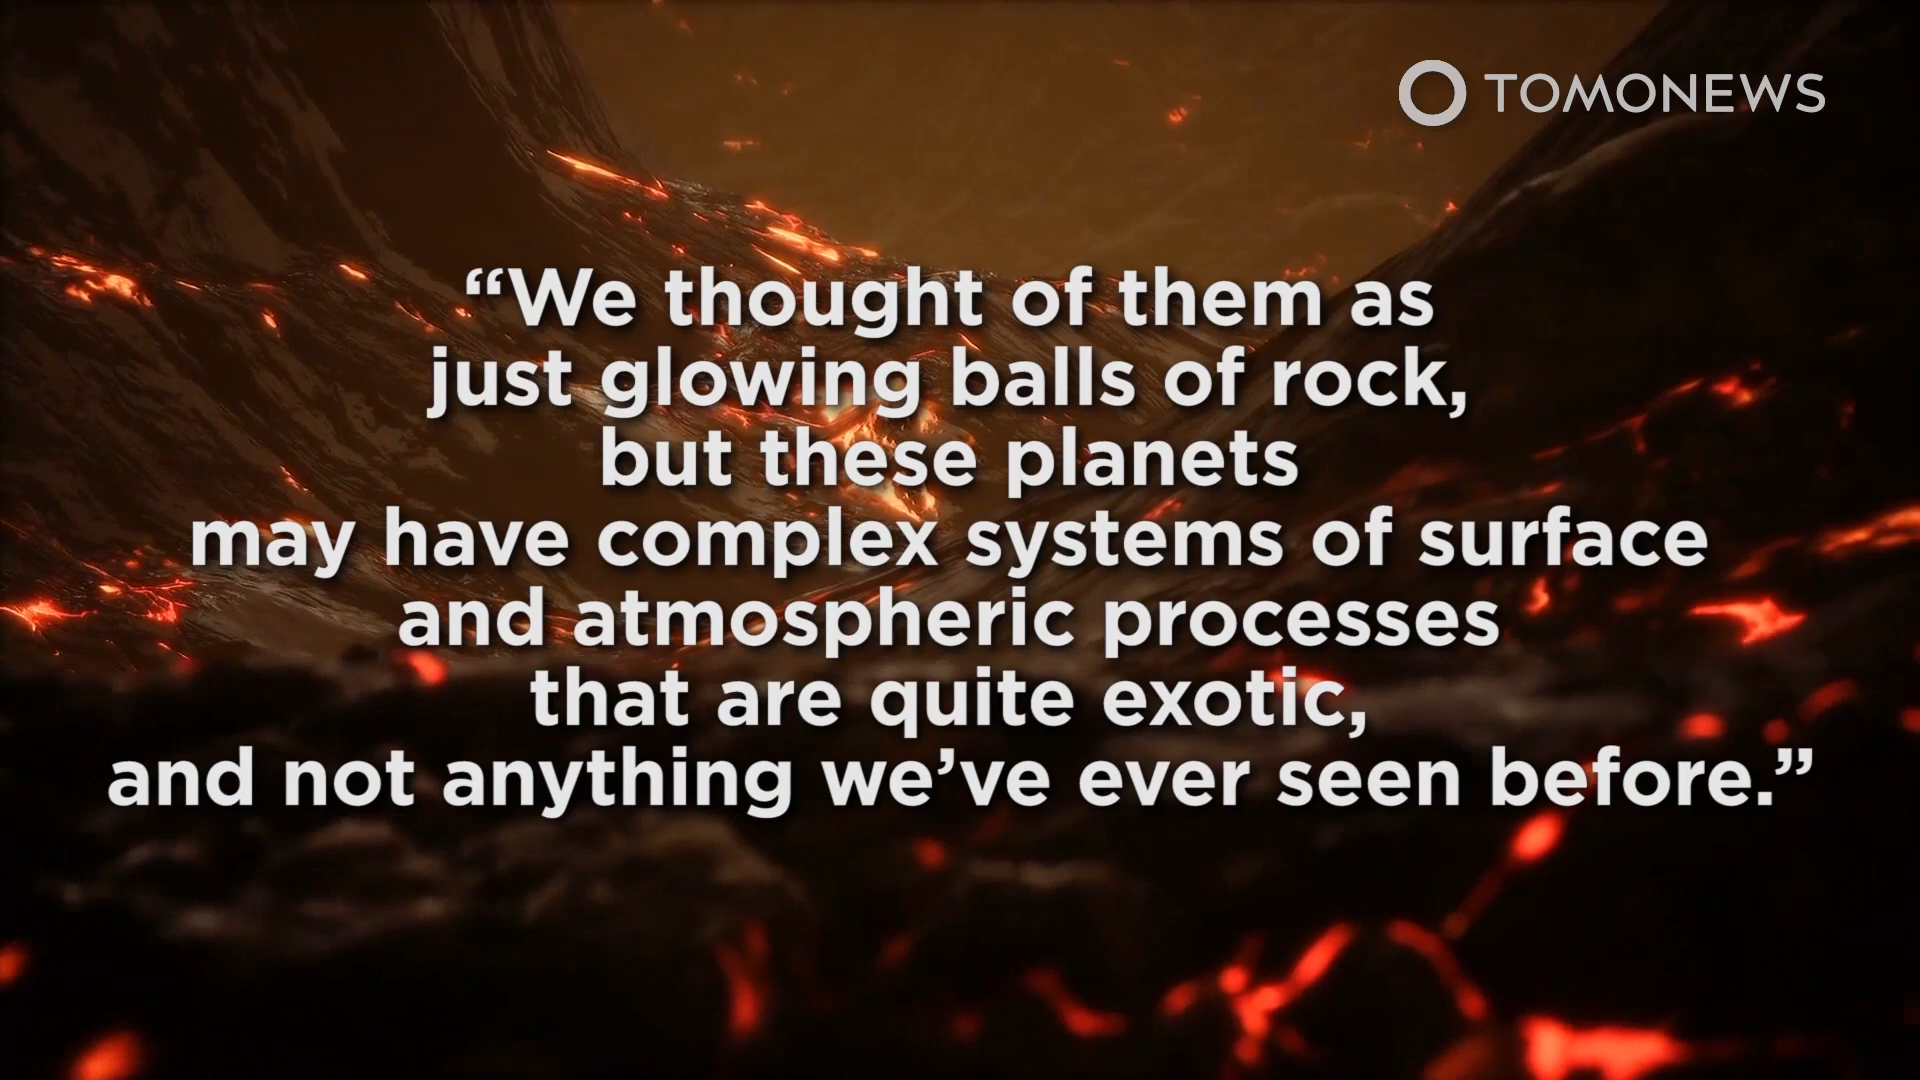 TOMONEWS
“We thought of them as
just glowing balls of rock,
but these planets
may have complex systems of surface
and atmospheric processes
that are quite exotic,
and not anything we’ve ever seen before.”